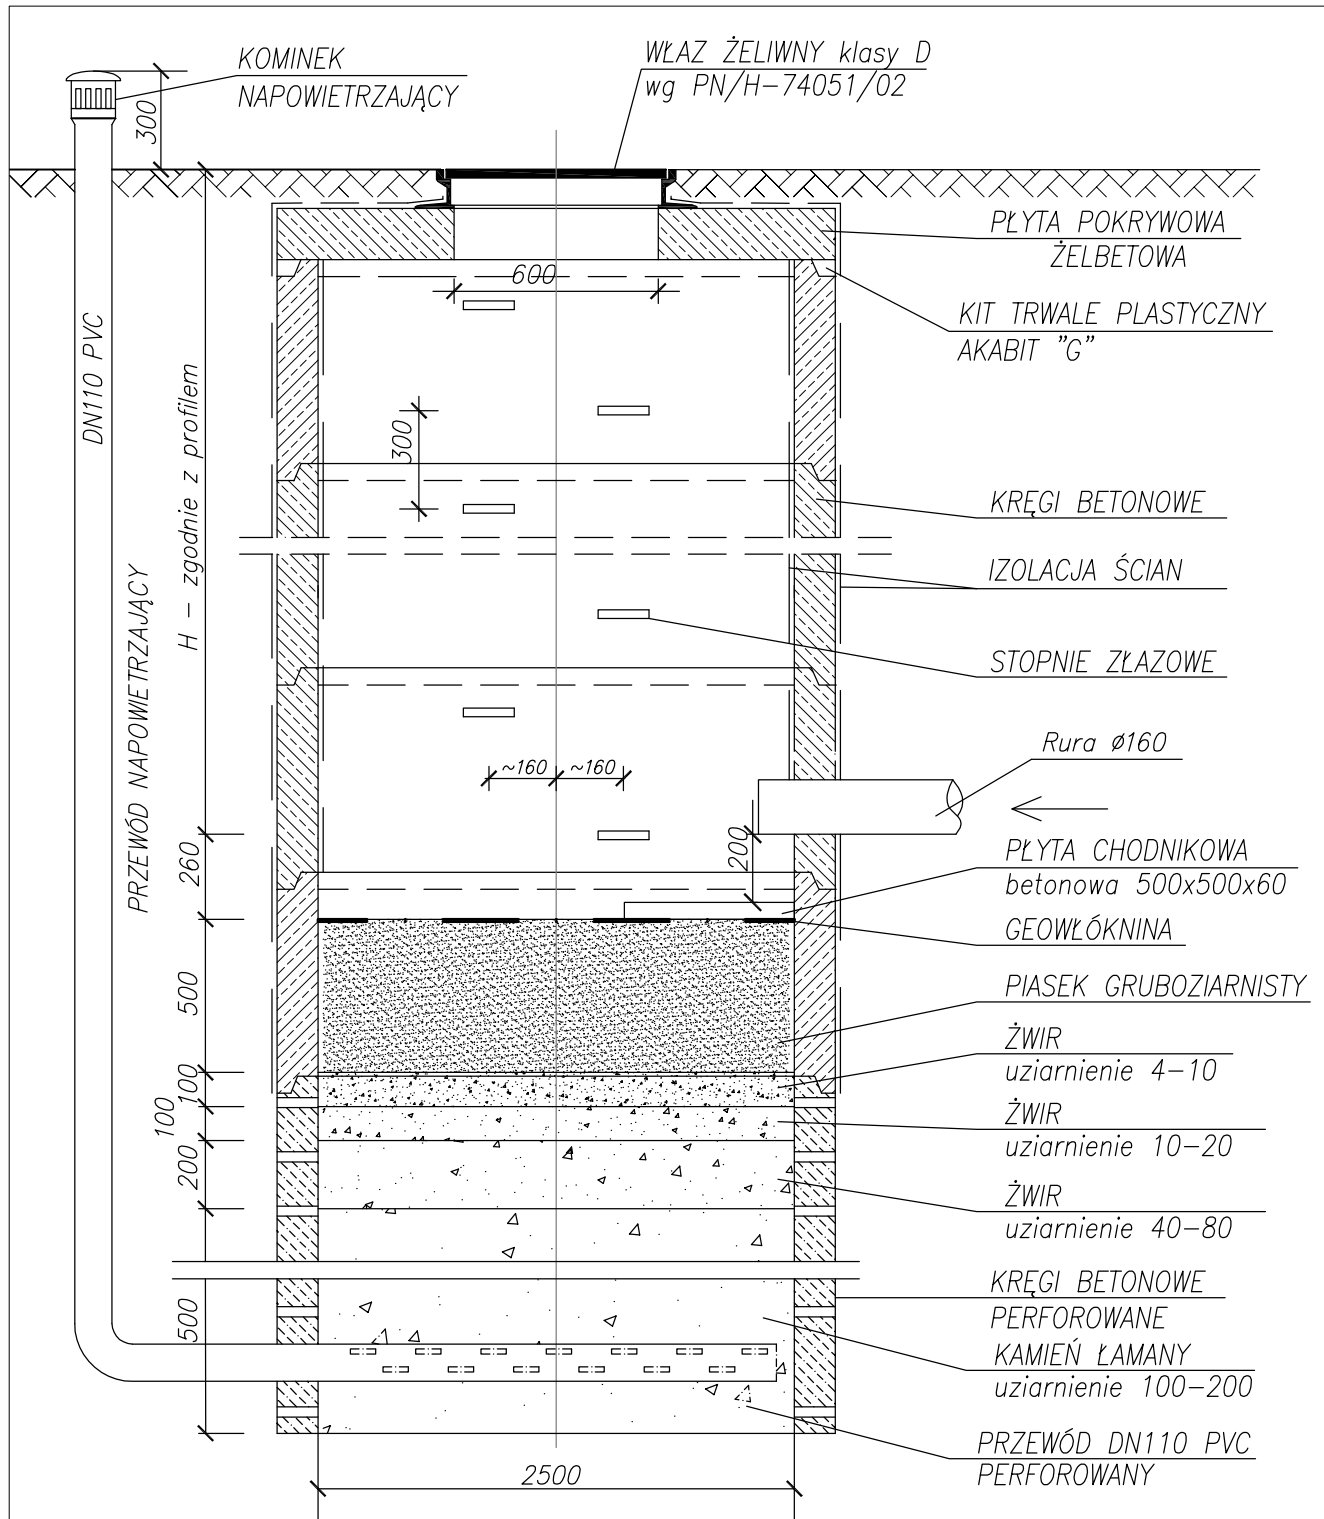 KOMINEK
NAPOWIETRZAJĄCY
WŁAZ ŻELIWNY klasy D
wg PN/H-74051/02
300
PŁYTA POKRYWOWA
ŻELBETOWA
600
KIT TRWALE PLASTYCZNY
AKABIT "G"
DN110 PVC
H - zgodnie z profilem
300
KRĘGI BETONOWE
IZOLACJA ŚCIAN
PRZEWÓD NAPOWIETRZAJĄCY
STOPNIE ZŁAZOWE
Rura ø160
~160
~160
200
260
PŁYTA CHODNIKOWA
betonowa 500x500x60
GEOWŁÓKNINA
500
PIASEK GRUBOZIARNISTY
ŻWIR
uziarnienie 4-10
100
100
ŻWIR
uziarnienie 10-20
200
ŻWIR
uziarnienie 40-80
KRĘGI BETONOWE
PERFOROWANE
500
KAMIEŃ ŁAMANY
uziarnienie 100-200
PRZEWÓD DN110 PVC
PERFOROWANY
2500